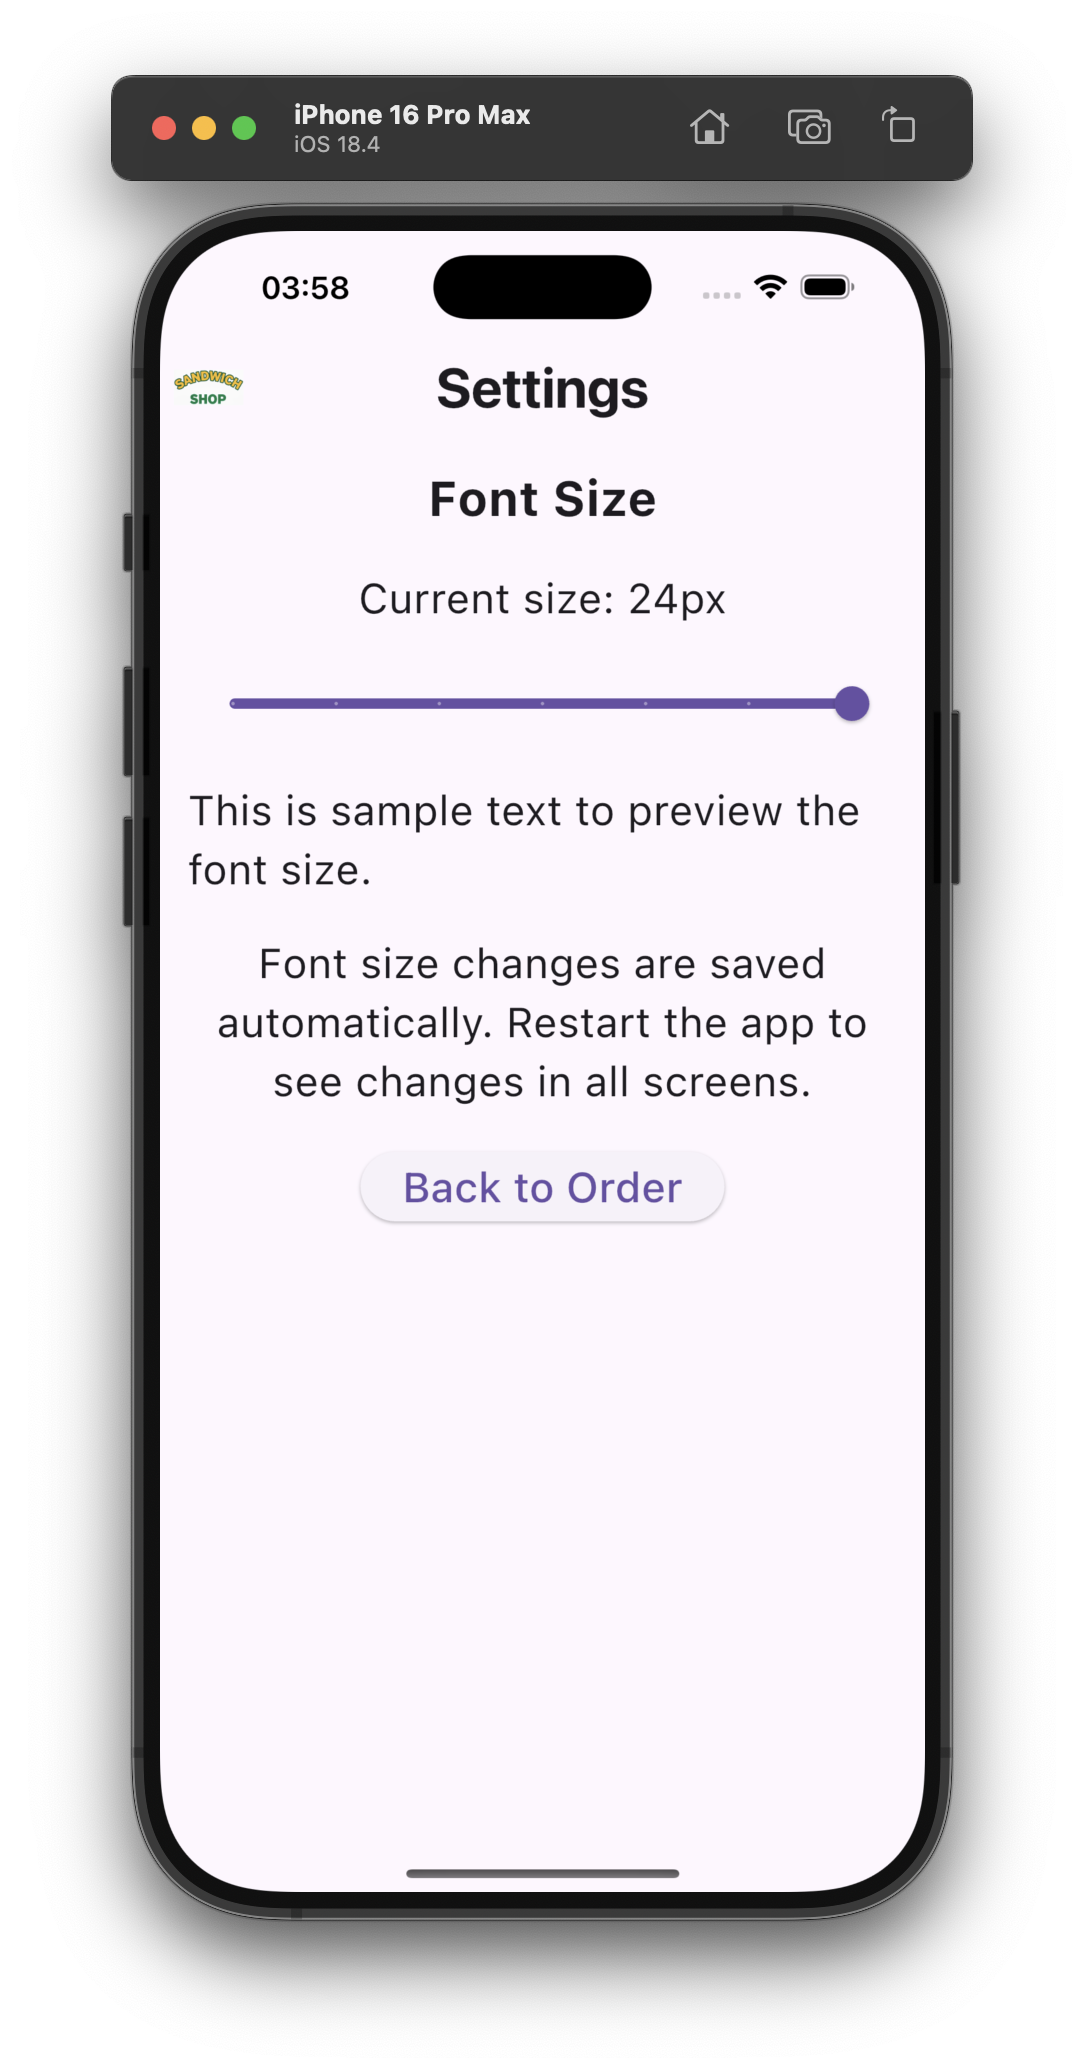 iPhone 16 Pro Max
iOS 18.4
03:58
SANDWICH
SHOP
Settings
Font Size
Current size: 24px
This is sample text to preview the
font size.
Font size changes are saved
automatically. Restart the app to
see changes in all screens.
Back to Order